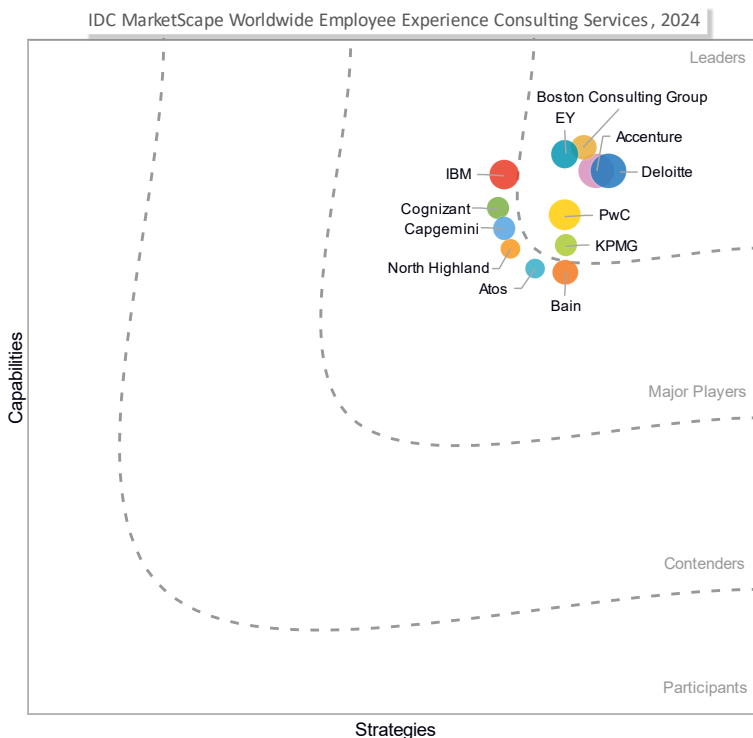 IDC MarketScape Worldwide Employee Experience Consulting Services, 2024
Leaders
Boston Consulting Group
EY
Accenture
IBM
Deloitte
Cognizant
PwC
Capgemini
KPMG
North Highland
Atos
Bain
Capabilities
Major Players
Contenders
Participants
Strategies